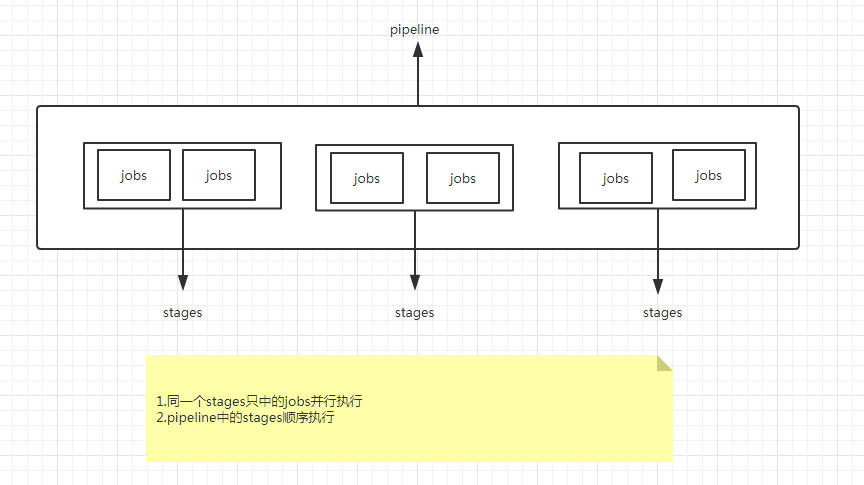 pipeline
jobs
jobs
jobs
jobs
jobs
jobs
stages
stages
stages
1.同一个stages只中的jobs并行执行
2.pipeline中的stages顺序执行